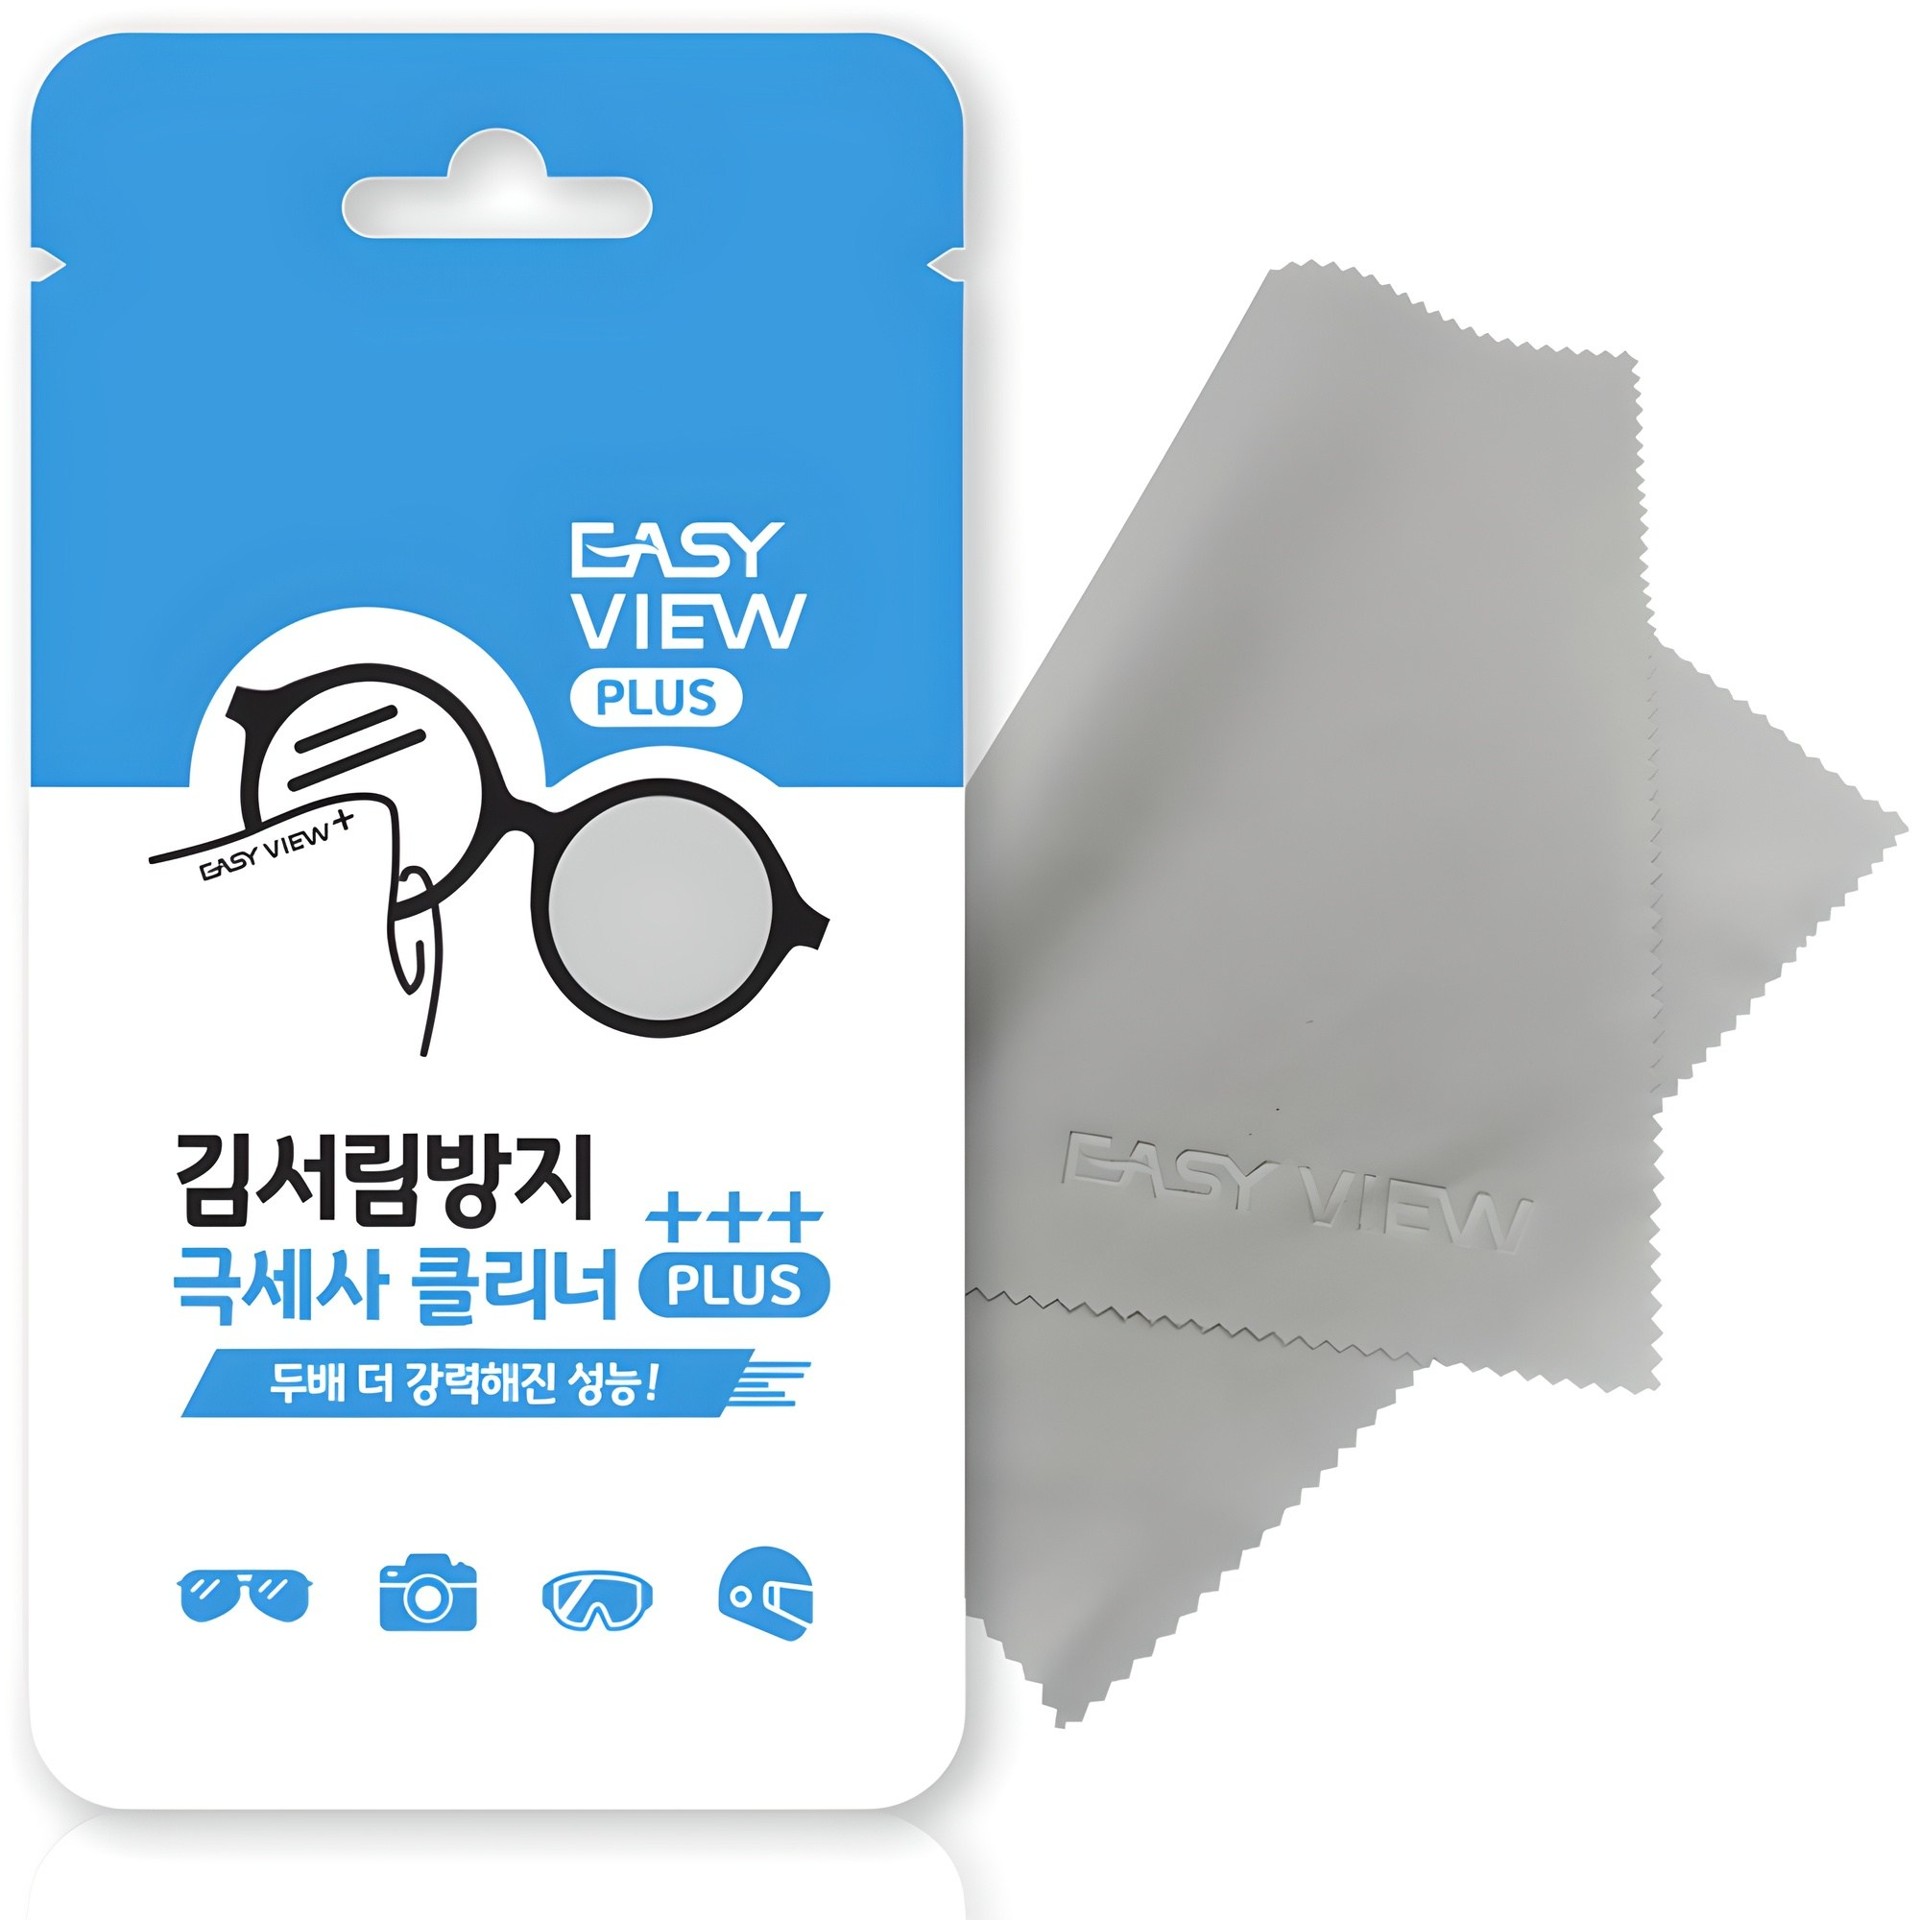 EASY
VIEW
PLUS
EASY VIEW+
김서림방지
+++
극세사 클리너 PLUS
두배 더 강력해진 성능!
EASY VIEW